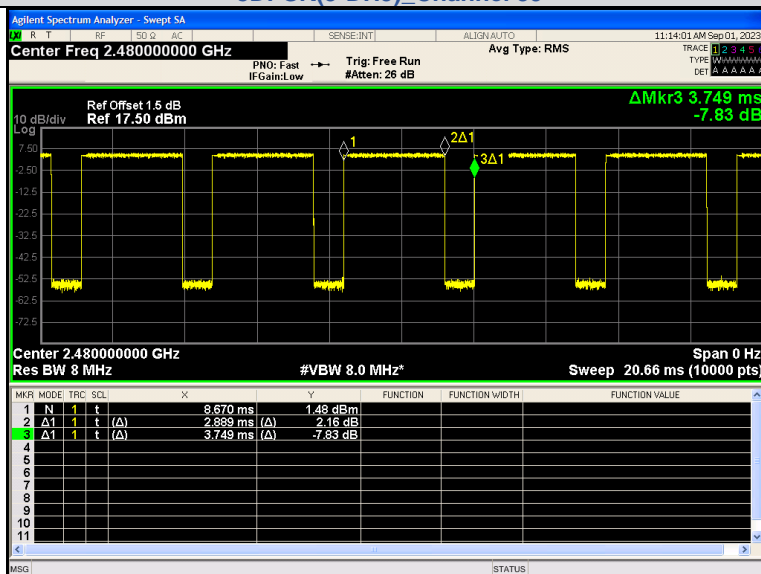 Agilent Spectrum Analyzer - Swept SA
LXI R T RF 50 Ω AC SENSE:INT ALIGN AUTO 11:14:01 AM Sep 01, 2023
Center Freq 2.480000000 GHz Avg Type: RMS TRACE 1 2 3 4 5
PNO: Fast Trig: Free Run TYPE
IFGain:Low #Atten: 26 dB DET A A A A A
ΔMkr3 3.749 ms
Ref Offset 1.5 dB -7.83 dB
10 dB/div Ref 17.50 dBm
Log
7.50
1 2Δ1
3Δ1
-2.50
-12.5
-22.5
-32.5
-42.5
-52.5
-62.5
-72.5
Center 2.480000000 GHz Span 0 Hz
Res BW 8 MHz #VBW 8.0 MHz* Sweep 20.66 ms (10000 pts)
MKR MODE TRC SCL X Y FUNCTION FUNCTION WIDTH FUNCTION VALUE
1 N 1 t 8.670 ms 1.48 dBm
2 Δ1 1 t (Δ) 2.889 ms (Δ) 2.16 dB
3 Δ1 1 t (Δ) 3.749 ms (Δ) -7.83 dB
4
5
6
7
8
9
10
11
MSG STATUS